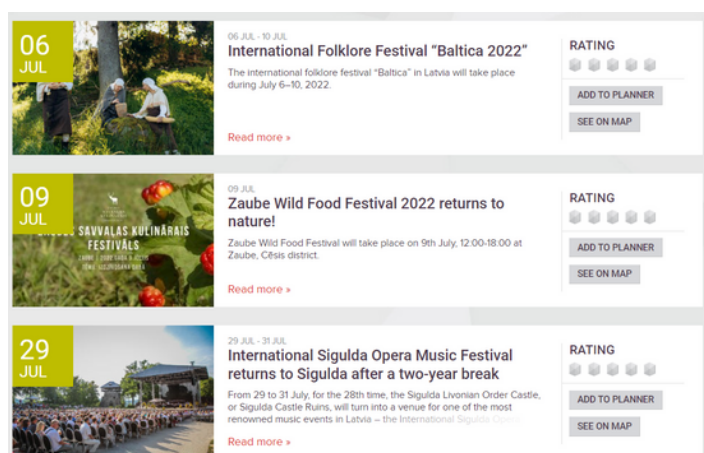 06
JUL
06 JUL - 10 JUL
International Folklore Festival “Baltica 2022”
The international folklore festival “Baltica” in Latvia will take place
during July 6–10, 2022.
Read more »
RATING
ADD TO PLANNER
SEE ON MAP
09
JUL
SAVVAĻAS KULINĀRAIS
FESTIVĀLS
09 JUL
Zaube Wild Food Festival 2022 returns to
nature!
Zaube Wild Food Festival will take place on 9th July, 12:00-18:00 at
Zaube, Cēsis district.
Read more »
RATING
ADD TO PLANNER
SEE ON MAP
29
JUL
29 JUL - 31 JUL
International Sigulda Opera Music Festival
returns to Sigulda after a two-year break
From 29 to 31 July, for the 28th time, the Sigulda Livonian Order Castle,
or Sigulda Castle Ruins, will turn into a venue for one of the most
renowned music events in Latvia – the International Sigulda Opera
Read more »
RATING
ADD TO PLANNER
SEE ON MAP